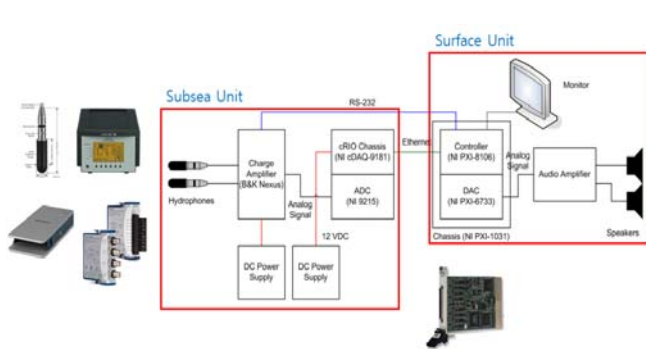 Surface Unit
Subsea Unit
RS-232
Monitor
Charge
Amplifier
(B&K Nexus)
cRIO Chassis
(NI cDAQ-9181)
Ethernet
Controller
(NI PXI-8106)
Analog
Signal
Audio Amplifier
Hydrophones
Analog
Signal
ADC
(NI 9215)
DAC
(NI PXI-6733)
Chassis (NI PXI-1031)
Speakers
12 VDC
DC Power
Supply
DC Power
Supply